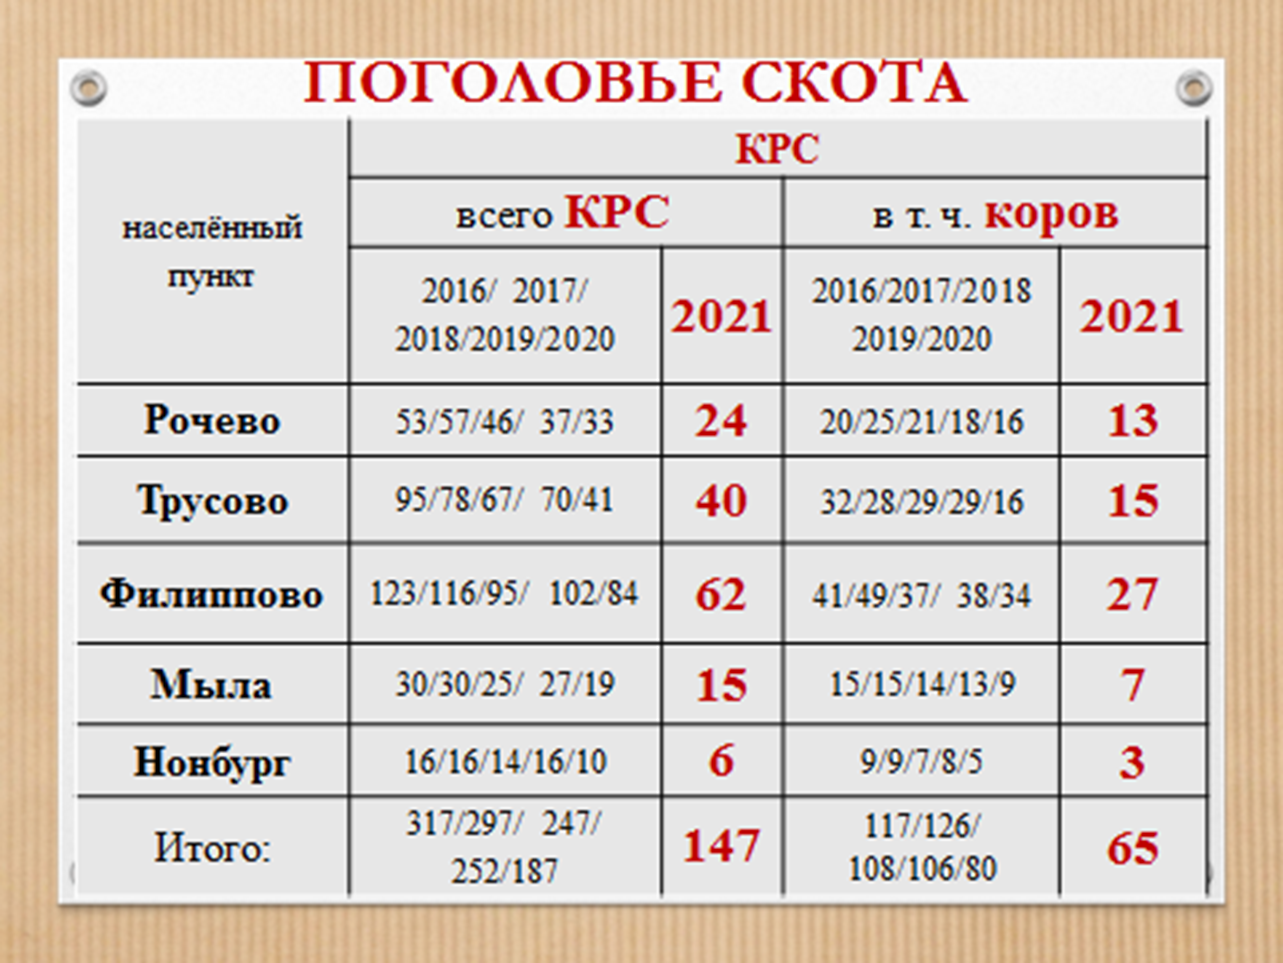 ПОГОЛОВЬЕ СКОТА
КРС
населённый
пункт
всего КРС
в т. ч. коров
2016/ 2017/
2018/2019/2020
2021
2016/2017/2018
2019/2020
2021
Рочево 53/57/46/ 37/33 24 20/25/21/18/16 13
Трусово 95/78/67/ 70/41 40 32/28/29/29/16 15
Филиппово 123/116/95/ 102/84 62 41/49/37/ 38/34 27
Мыла 30/30/25/ 27/19 15 15/15/14/13/9 7
Нонбург 16/16/14/16/10 6 9/9/7/8/5 3
Итого:
317/297/ 247/
252/187
147
117/126/
108/106/80
65